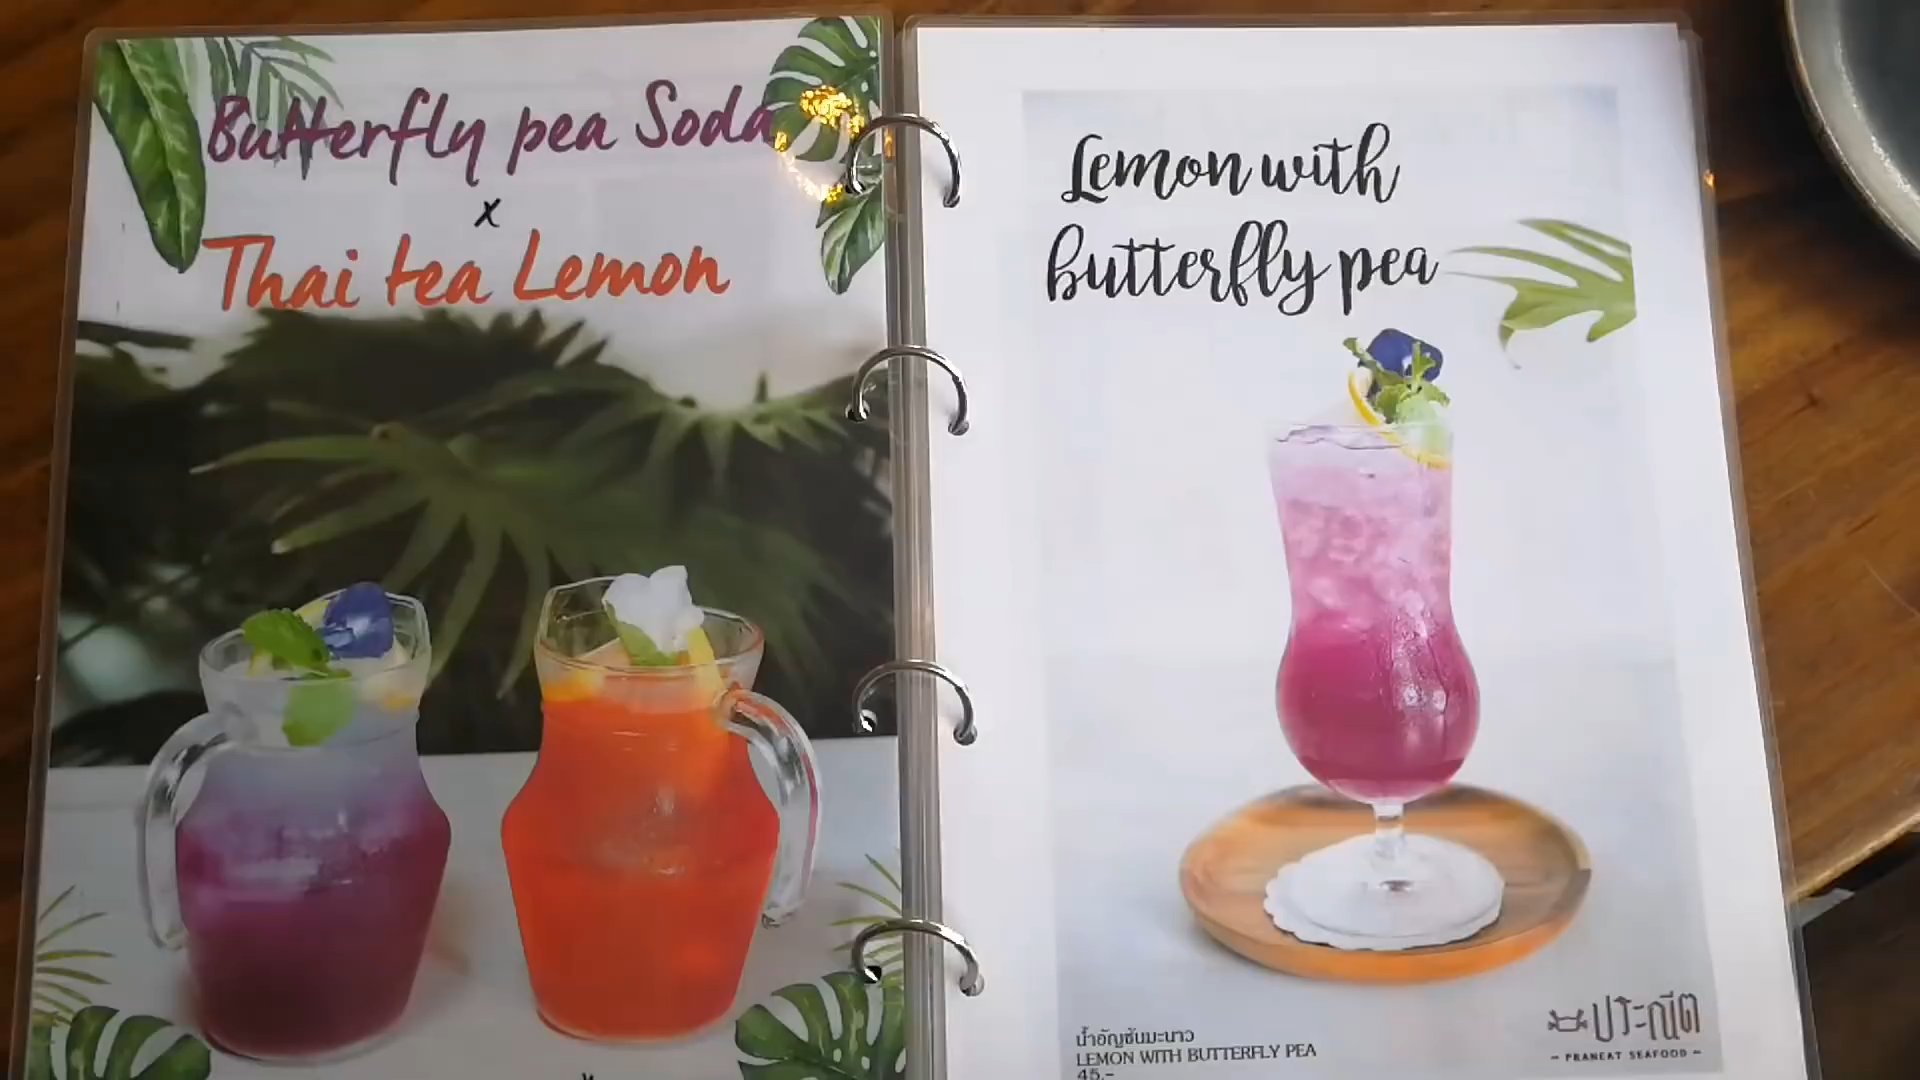 Butterfly pea Soda
x
Thai tea Lemon
Lemon with
butterfly pea
น้ำอัญชันมะนาว
LEMON WITH BUTTERFLY PEA
45.-
ประณีต
- PRANEAT SEAFOOD -